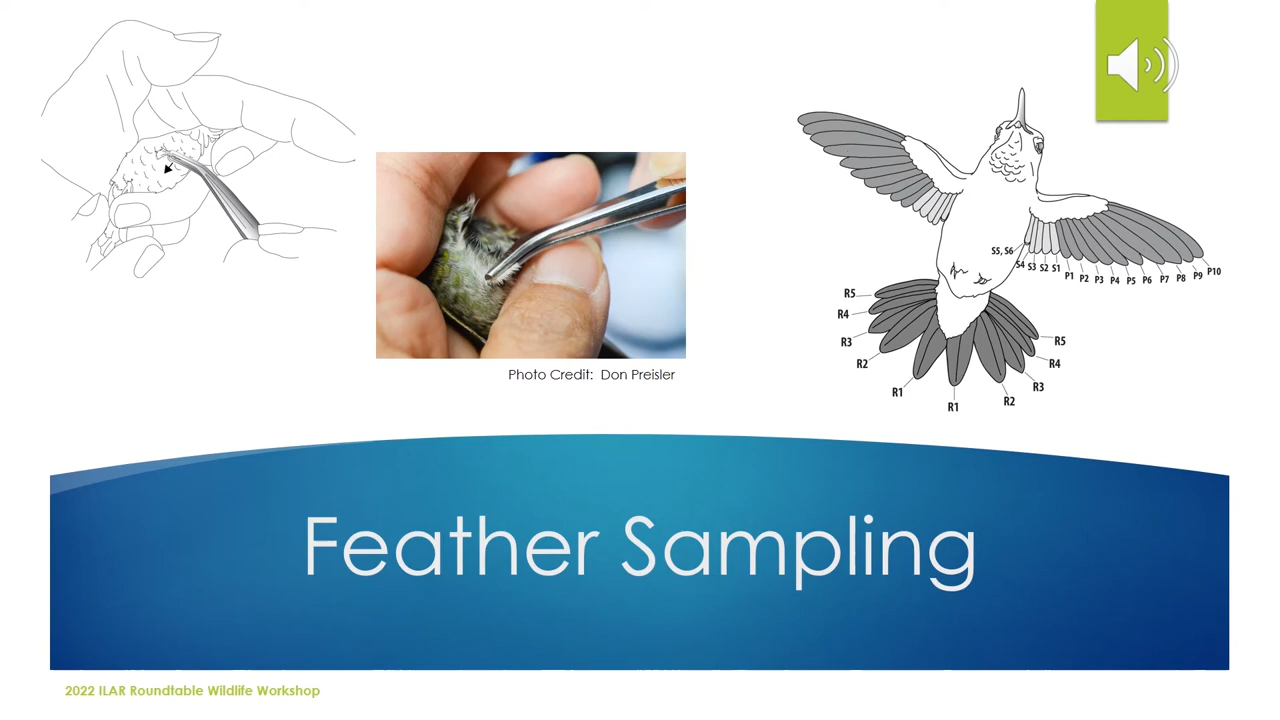 Photo Credit: Don Preisler
S5, S6
S4
S3
S2
S1
P1
P2
P3
P4
P5
P6
P7
P8
P9
P10
R5
R4
R3
R2
R1
R1
R2
R3
R4
R5
Feather Sampling
2022 ILAR Roundtable Wildlife Workshop